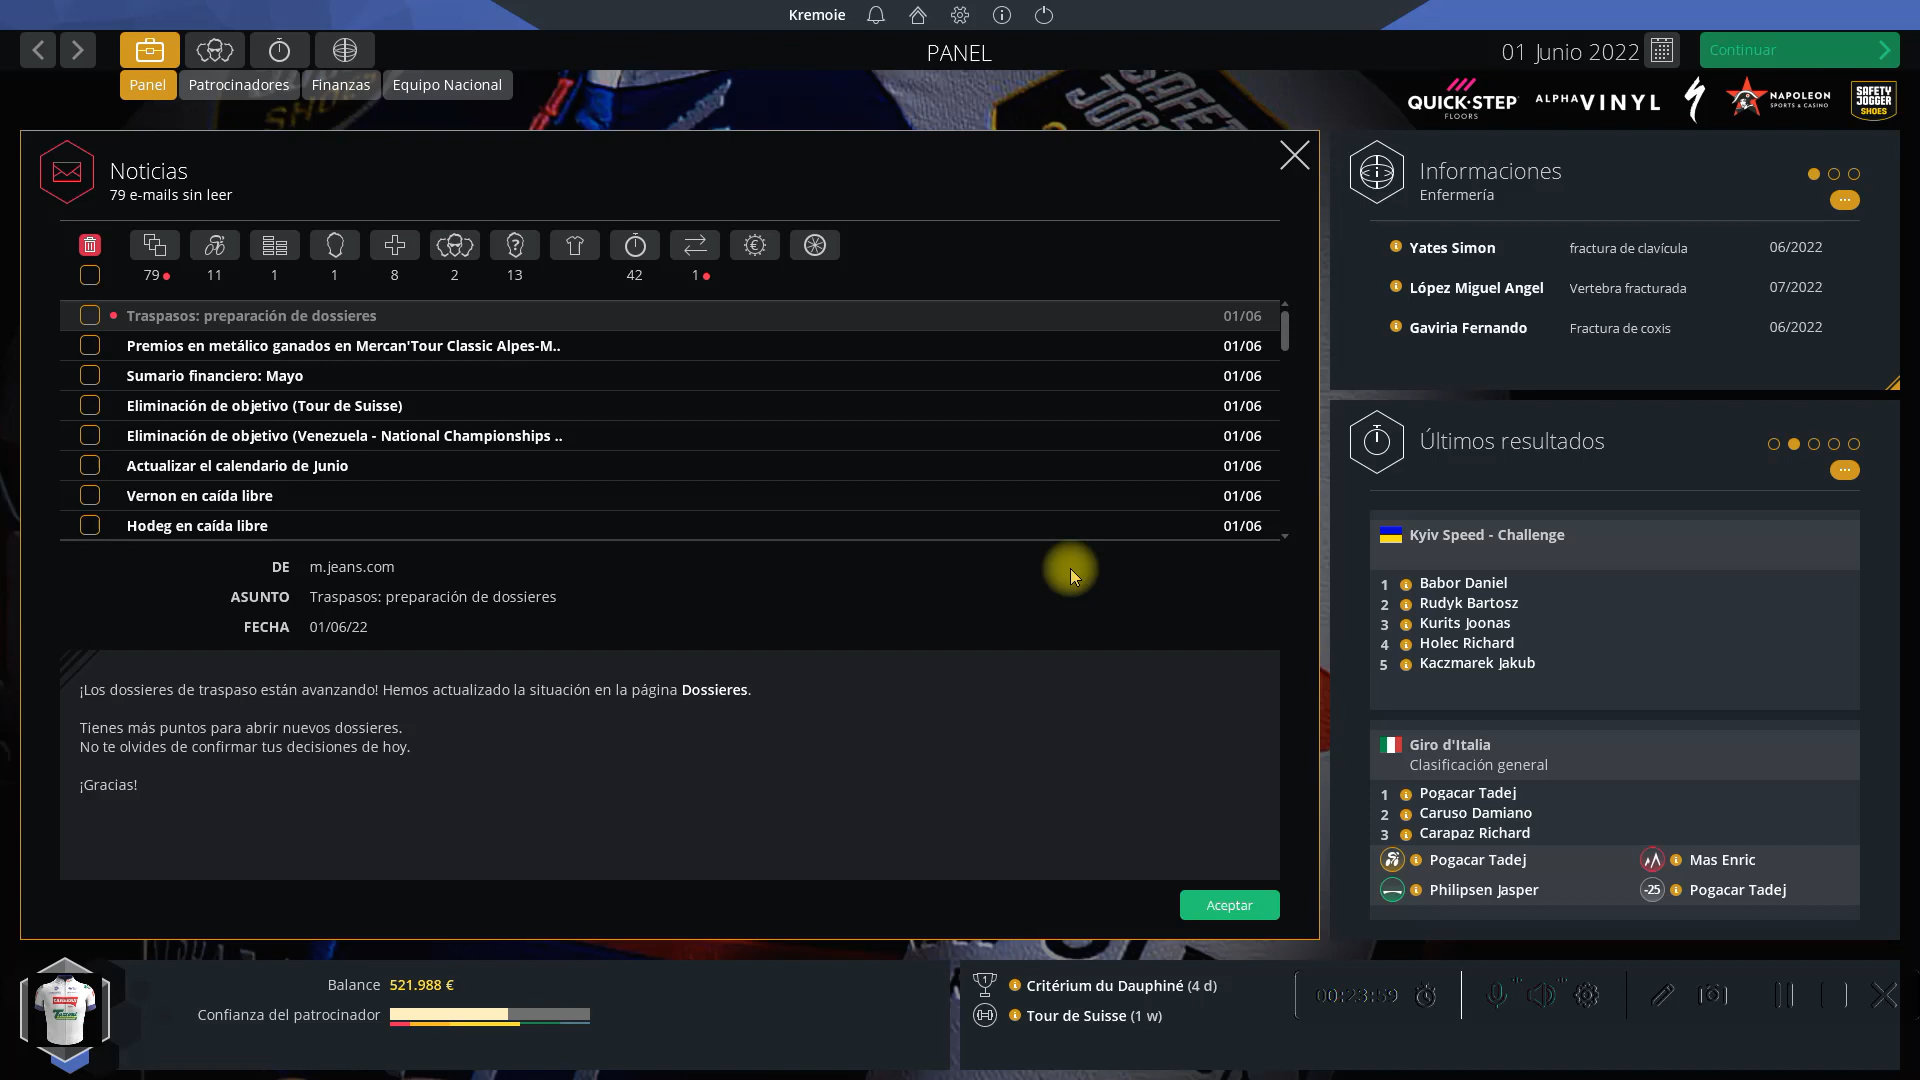 Kremoie
PANEL
01 Junio 2022
Continuar
Panel
Patrocinadores
Finanzas
Equipo Nacional
QUICK-STEP
FLOORS
ALPHAVINYL
NAPOLEON
SPORTS & CASINO
SAFETY
JOGGER
SHOES
Noticias
79 e-mails sin leer
79 11 1 1 8 2 13 42 1
Traspasos: preparación de dossieres 01/06
Premios en metálico ganados en Mercan'Tour Classic Alpes-M.. 01/06
Sumario financiero: Mayo 01/06
Eliminación de objetivo (Tour de Suisse) 01/06
Eliminación de objetivo (Venezuela - National Championships .. 01/06
Actualizar el calendario de Junio 01/06
Vernon en caída libre 01/06
Hodeg en caída libre 01/06
DE m.jeans.com
ASUNTO Traspasos: preparación de dossieres
FECHA 01/06/22
¡Los dossieres de traspaso están avanzando! Hemos actualizado la situación en la página Dossieres.
Tienes más puntos para abrir nuevos dossieres.
No te olvides de confirmar tus decisiones de hoy.
¡Gracias!
Aceptar
Informaciones
Enfermería
Yates Simon fractura de clavícula 06/2022
López Miguel Angel Vertebra fracturada 07/2022
Gaviria Fernando Fractura de coxis 06/2022
Últimos resultados
Kyiv Speed - Challenge
1 Babor Daniel
2 Rudyk Bartosz
3 Kurits Joonas
4 Holec Richard
5 Kaczmarek Jakub
Giro d'Italia
Clasificación general
1 Pogacar Tadej
2 Caruso Damiano
3 Carapaz Richard
Pogacar Tadej
Mas Enric
Philipsen Jasper
-25 Pogacar Tadej
Balance 521.988 €
Confianza del patrocinador
Critérium du Dauphiné (4 d)
Tour de Suisse (1 w)
00:23:59